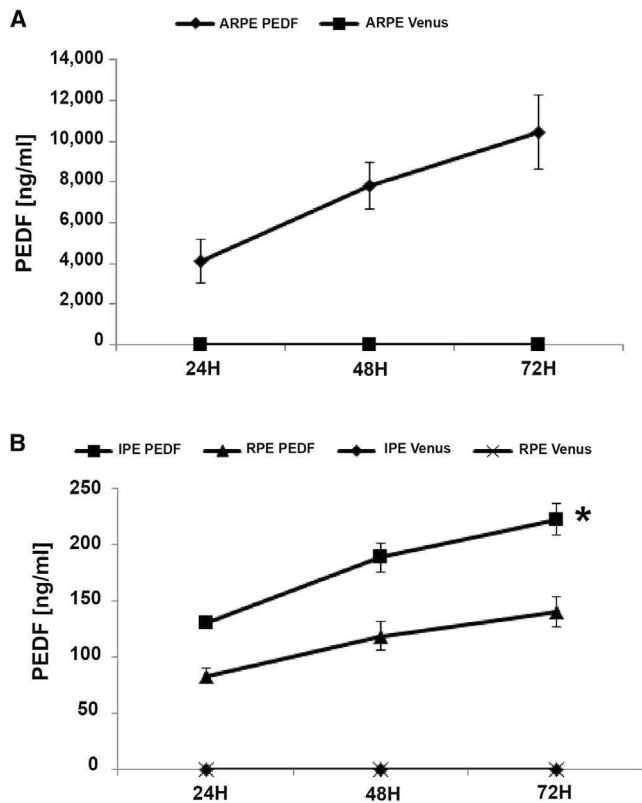 A
ARPE PEDF ARPE Venus
14,000
12,000
10,000
8,000
6,000
4,000
2,000
0
PEDF [ng/ml]
24H 48H 72H
B
IPE PEDF RPE PEDF IPE Venus RPE Venus
250
200
150
100
50
0
PEDF [ng/ml]
*
24H 48H 72H